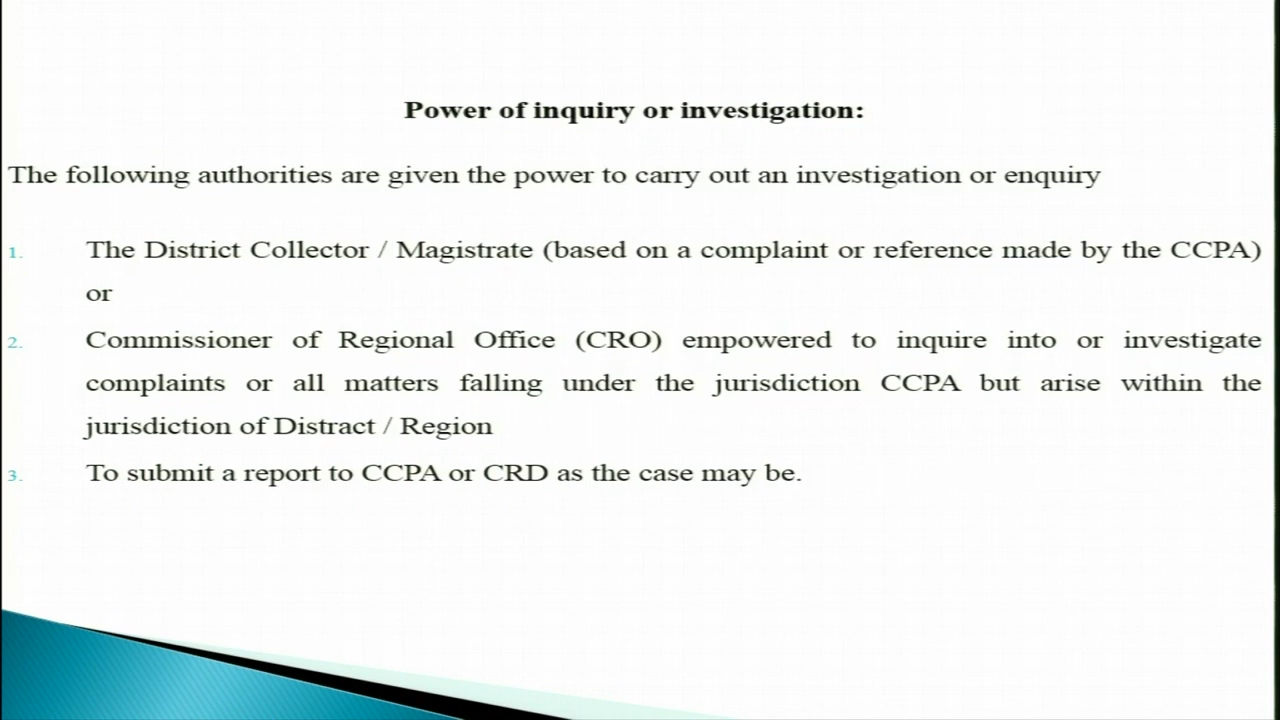 Power of inquiry or investigation:
The following authorities are given the power to carry out an investigation or enquiry
1. The District Collector / Magistrate (based on a complaint or reference made by the CCPA)
or
2. Commissioner of Regional Office (CRO) empowered to inquire into or investigate
complaints or all matters falling under the jurisdiction CCPA but arise within the
jurisdiction of Distract / Region
3. To submit a report to CCPA or CRD as the case may be.